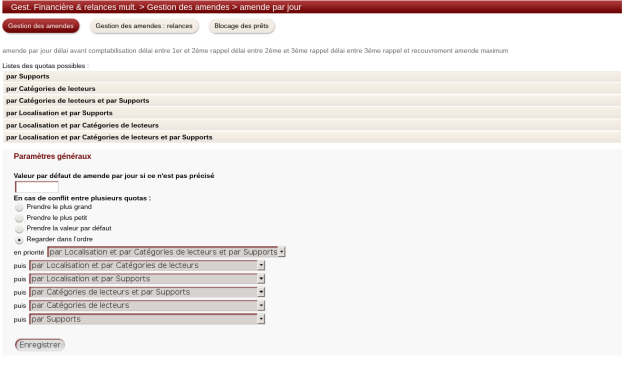 Gest. Financière & relances mult. > Gestion des amendes > amende par jour
Gestion des amendes
Gestion des amendes : relances
Blocage des prêts
amende par jour délai avant comptabilisation délai entre 1er et 2ème rappel délai entre 2ème et 3ème rappel délai entre 3ème rappel et recouvrement amende maximum
Listes des quotas possibles :
par Supports
par Catégories de lecteurs
par Catégories de lecteurs et par Supports
par Localisation et par Supports
par Localisation et par Catégories de lecteurs
par Localisation et par Catégories de lecteurs et par Supports
Paramètres généraux
Valeur par défaut de amende par jour si ce n'est pas précisé
En cas de conflit entre plusieurs quotas :
Prendre le plus grand
Prendre le plus petit
Prendre la valeur par défaut
Regarder dans l'ordre
en priorité par Localisation et par Catégories de lecteurs et par Supports
puis par Localisation et par Catégories de lecteurs
puis par Localisation et par Supports
puis par Catégories de lecteurs et par Supports
puis par Catégories de lecteurs
puis par Supports
Enregistrer